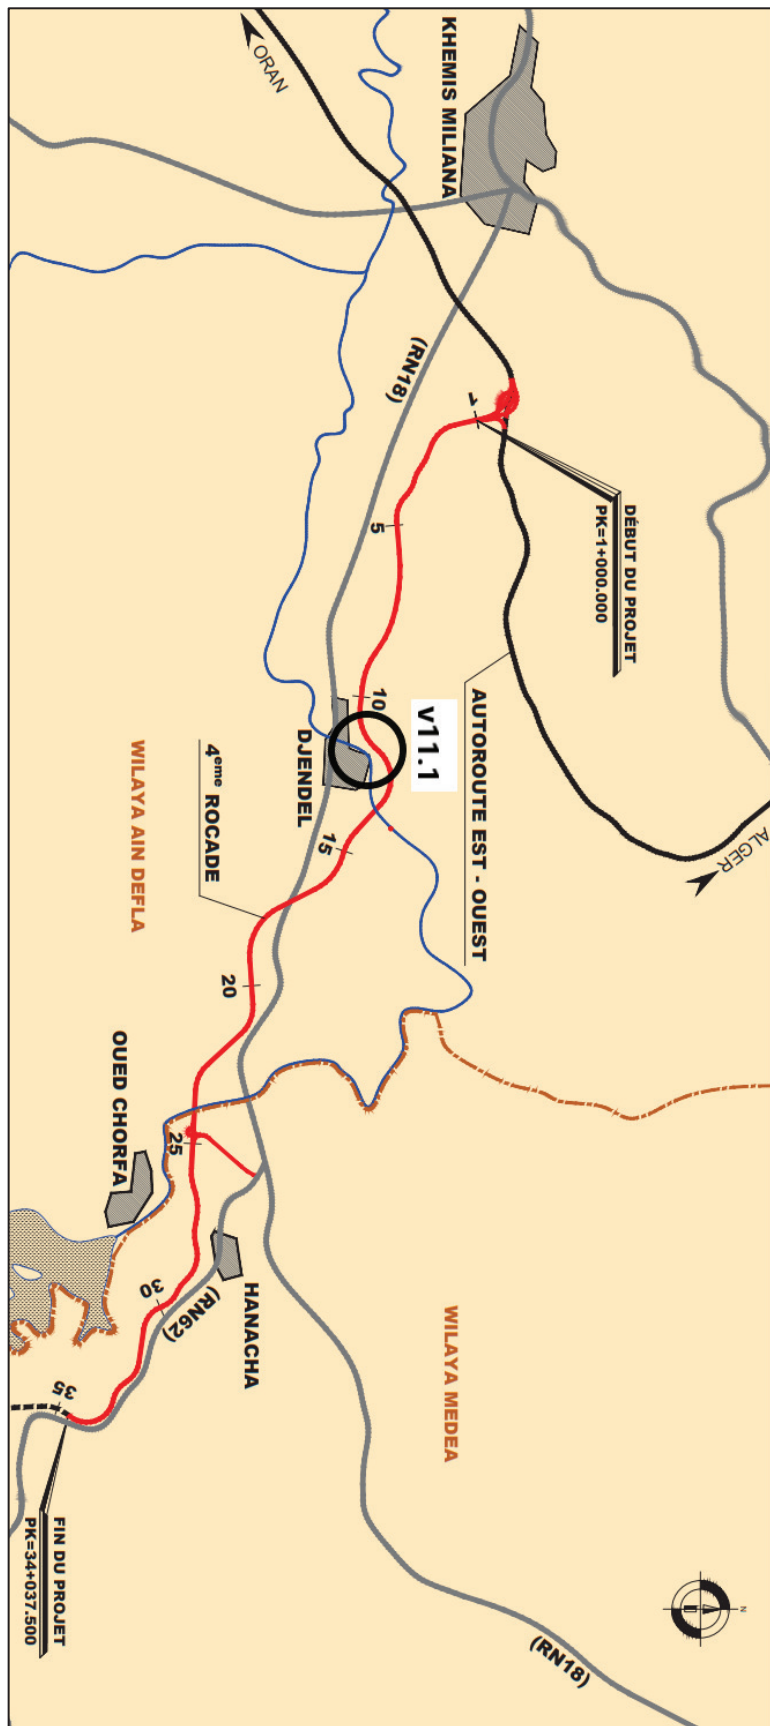 ORAN
KHEMIS MILIANA
(RN18)
1
DÉBUT DU PROJET
PK=1+000.000
5
AUTOROUTE EST - OUEST
ALGER
10
v11.1
DJENDEL
WILAYA AIN DEFLA
4eme ROCADE
15
20
OUED CHORFA
25
HANACHA
(RN62)
30
WILAYA MEDEA
35
FIN DU PROJET
PK=34+037.500
(RN18)
N